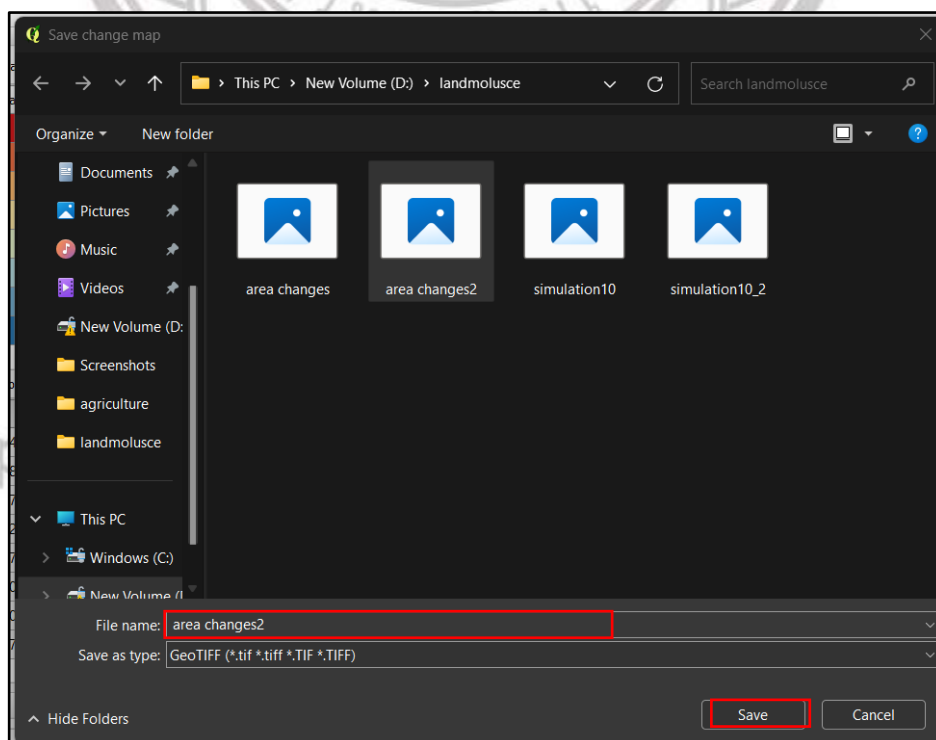 Save change map
This PC > New Volume (D:) > landmolusce
Search landmolusce
Organize
New folder
Documents
Pictures
Music
Videos
New Volume (D:
Screenshots
agriculture
landmolusce
This PC
Windows (C:)
New Volume (
area changes
area changes2
simulation10
simulation10_2
File name: area changes2
Save as type: GeoTIFF (*.tif *.tiff *.TIF *.TIFF)
Hide Folders
Save
Cancel